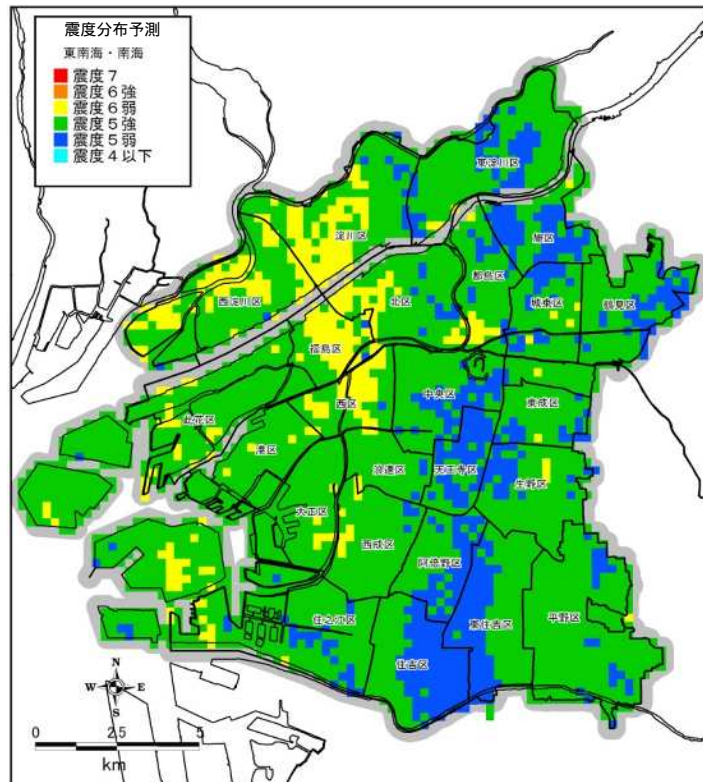 震度分布予測
東南海・南海
震度7
震度6強
震度6弱
震度5強
震度5弱
震度4以下
東淀川区
淀川区
旭区
都島区
西淀川区
北区
城東区
鶴見区
福島区
中央区
西区
東成区
此花区
港区
浪速区
天王寺区
生野区
大正区
西成区
阿倍野区
住之江区
東住吉区
平野区
住吉区
N
W
E
S
0 2.5 5
km